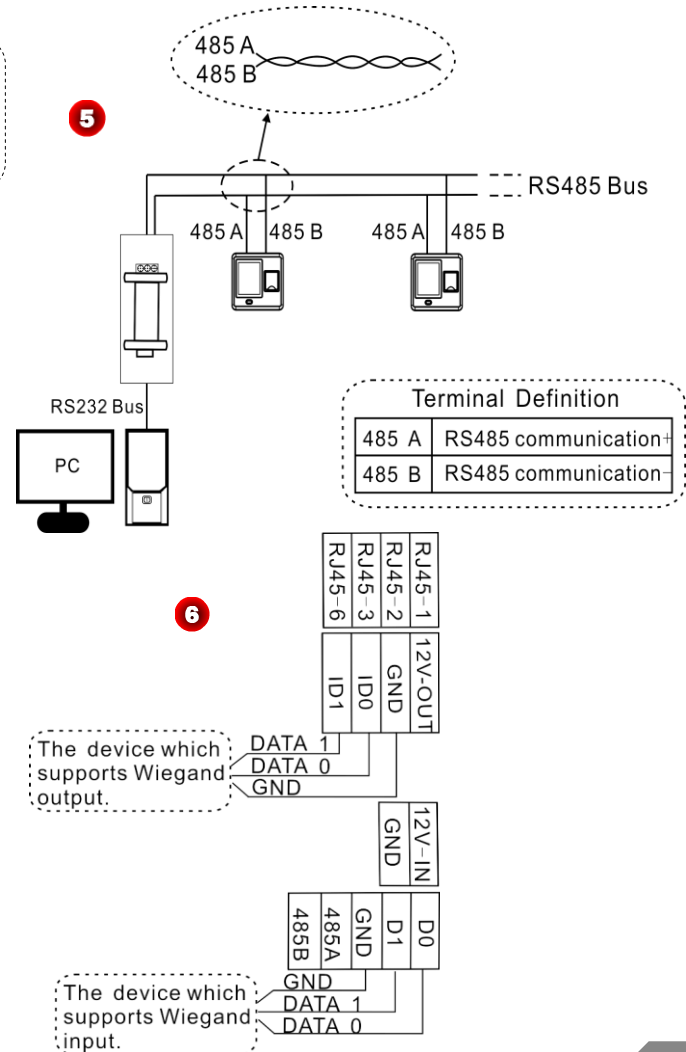 485 A
485 B
5
RS485 Bus
485 A 485 B 485 A 485 B
RS232 Bus
PC
Terminal Definition
485 A RS485 communication+
485 B RS485 communication-
6
RJ45-6 RJ45-3 RJ45-2 RJ45-1
ID1 ID0 GND 12V-OUT
The device which
supports Wiegand
output.
DATA 1
DATA 0
GND
GND 12V-IN
485B 485A GND D1 D0
The device which
supports Wiegand
input.
GND
DATA 1
DATA 0